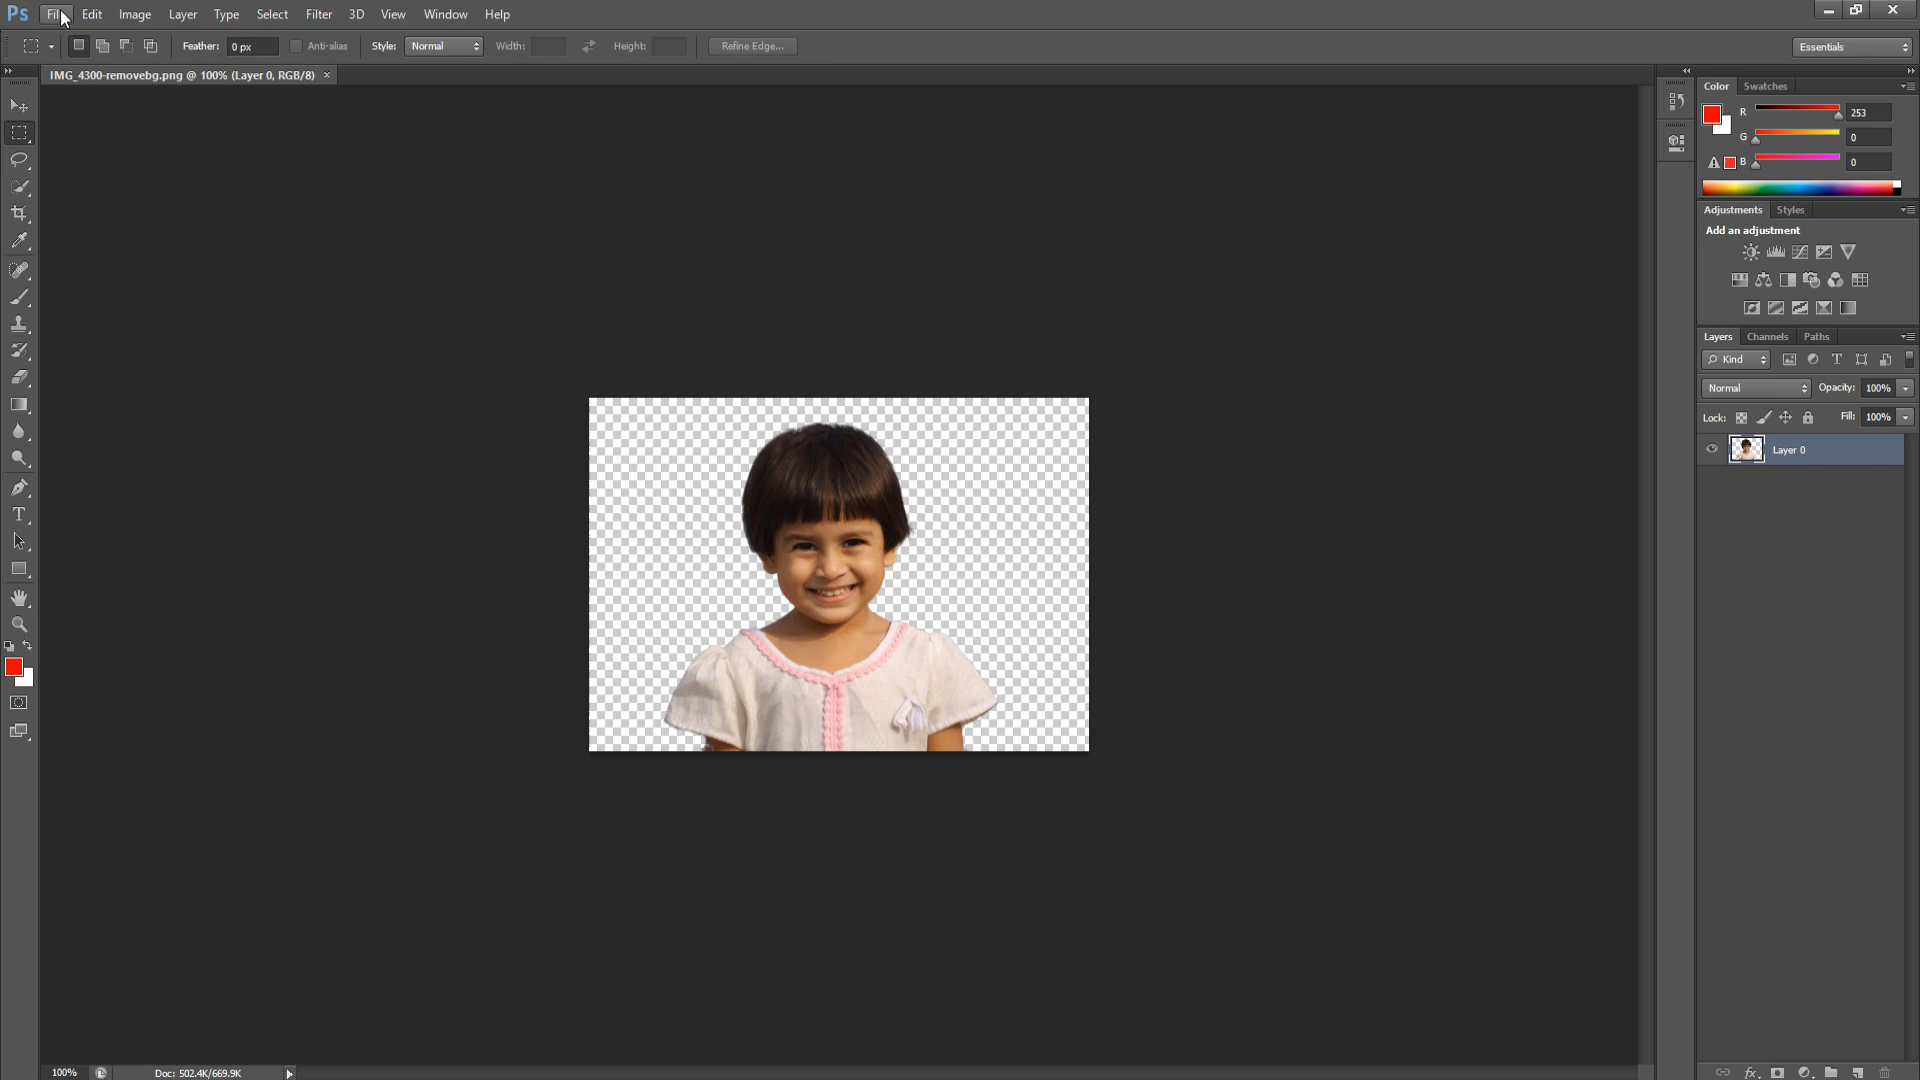 Ps Fil Edit Image Layer Type Select Filter 3D View Window Help
Feather: 0 px Anti-alias Style: Normal Width: Height: Refine Edge... Essentials
IMG_4300-removebg.png @ 100% (Layer 0, RGB/8) ×
Color Swatches
R 253
G 0
B 0
Adjustments Styles
Add an adjustment
Layers Channels Paths
Kind
Normal Opacity: 100%
Lock: Fill: 100%
Layer 0
100% Doc: 502.4K/669.9K